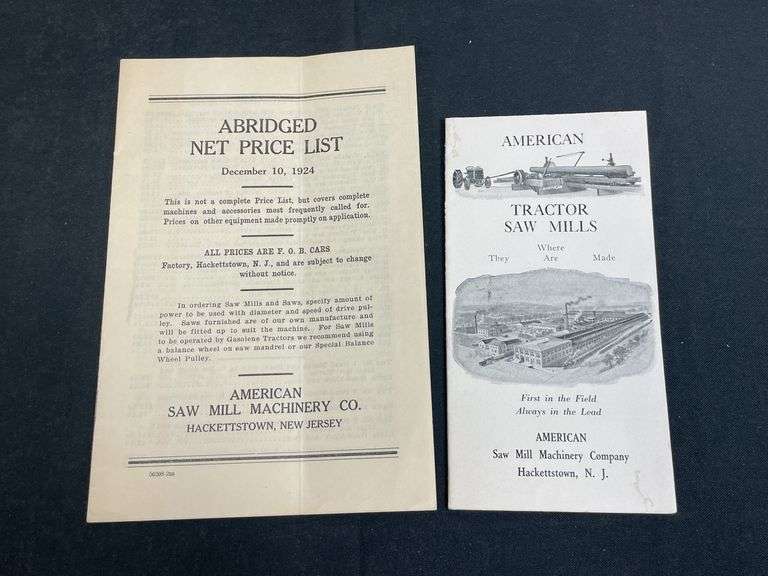 ABRIDGED
NET PRICE LIST
December 10, 1924
This is not a complete Price List, but covers complete
machines and accessories most frequently called for.
Prices on other equipment made promptly on application.
ALL PRICES ARE F. O. B. CARS
Factory, Hackettstown, N. J., and are subject to change
without notice.
In ordering Saw Mills and Saws, specify amount of
power to be used with diameter and speed of drive pul-
ley. Saws furnished are of our own manufacture and
will be fitted up to suit the machine. For Saw Mills
to be operated by Gasolene Tractors we recommend using
a balance wheel on saw mandrel or our Special Balance
Wheel Pulley.
AMERICAN
SAW MILL MACHINERY CO.
HACKETTSTOWN, NEW JERSEY
AMERICAN
TRACTOR
SAW MILLS
Where
They Are Made
First in the Field
Always in the Lead
AMERICAN
Saw Mill Machinery Company
Hackettstown, N. J.